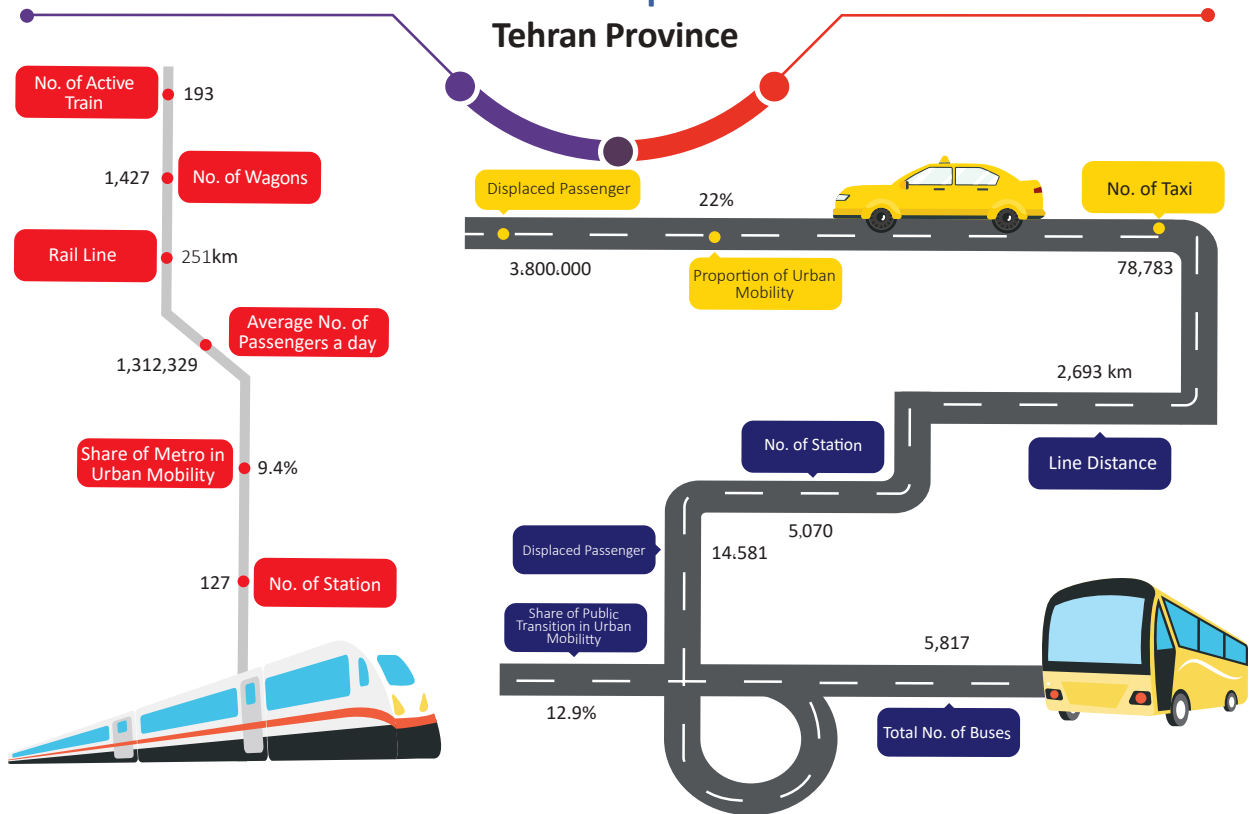 Tehran Province
No. of Active
Train
193
1,427
No. of Wagons
Rail Line
251km
Average No. of
Passengers a day
1,312,329
Share of Metro in
Urban Mobility
9.4%
127
No. of Station
Displaced Passenger
3.800.000
22%
Proportion of Urban
Mobility
No. of Taxi
78,783
2,693 km
Line Distance
No. of Station
5,070
Displaced Passenger
14.581
Share of Public
Transition in Urban
Mobility
12.9%
5,817
Total No. of Buses